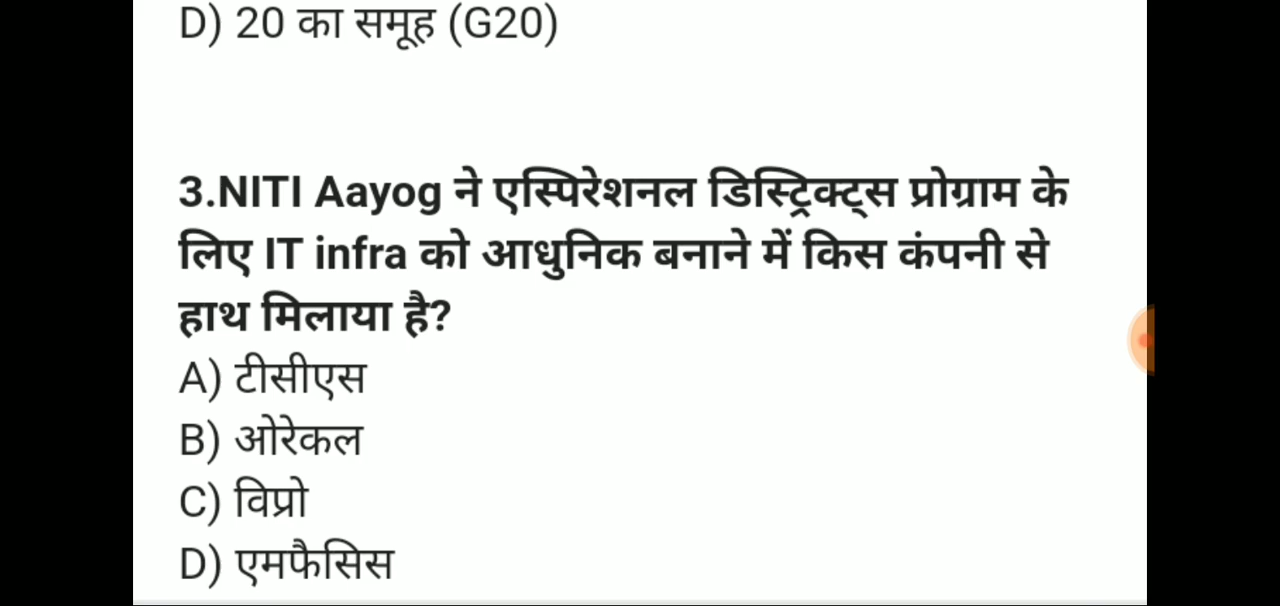 D) 20 का समूह (G20)
3.NITI Aayog ने एस्पिरेशनल डिस्ट्रिक्ट्स प्रोग्राम के
लिए IT infra को आधुनिक बनाने में किस कंपनी से
हाथ मिलाया है?
A) टीसीएस
B) ओरेकल
C) विप्रो
D) एमफैसिस